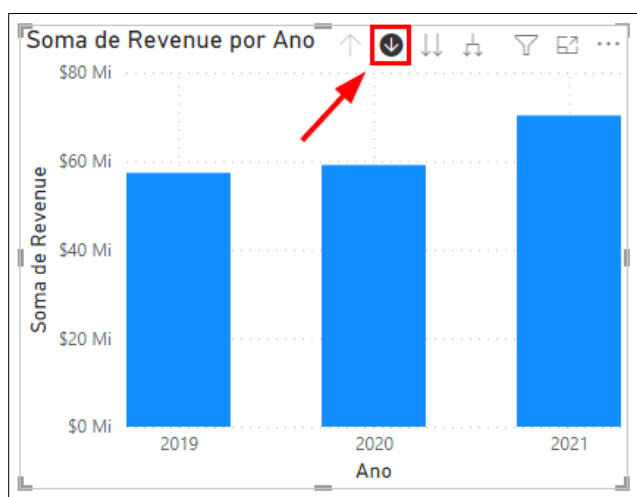 Soma de Revenue por Ano
$80 Mi
$60 Mi
$40 Mi
$20 Mi
$0 Mi
Soma de Revenue
2019
2020
2021
Ano